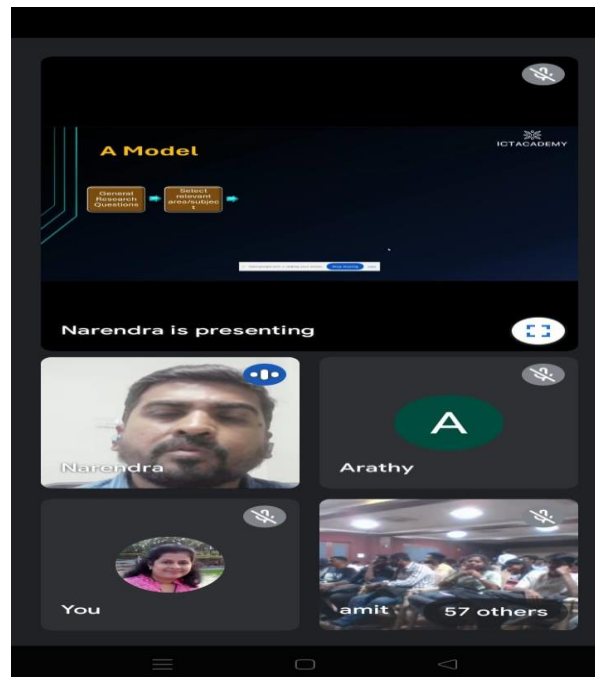 A Model
ICTACADEMY
General
Research
Questions
Select
relevant
area/subjec
t
Narendra is presenting
Narendra
A
Arathy
You
amit
57 others